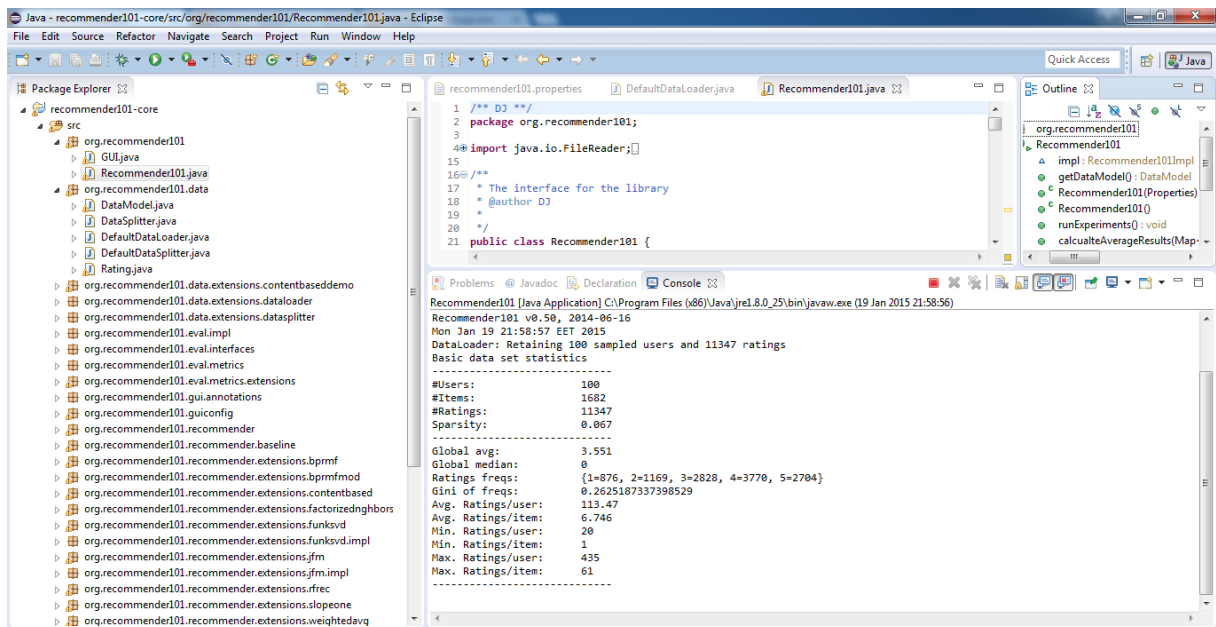 Java - recommender101-core/src/org/recommender101/Recommender101.java - Eclipse
File Edit Source Refactor Navigate Search Project Run Window Help
Quick Access
Java
Package Explorer
recommender101-core
src
org.recommender101
GUI.java
Recommender101.java
org.recommender101.data
DataModel.java
DataSplitter.java
DefaultDataLoader.java
DefaultDataSplitter.java
Rating.java
org.recommender101.data.extensions.contentbaseddemo
org.recommender101.data.extensions.dataloader
org.recommender101.data.extensions.datasplitter
org.recommender101.eval.impl
org.recommender101.eval.interfaces
org.recommender101.eval.metrics
org.recommender101.eval.metrics.extensions
org.recommender101.gui.annotations
org.recommender101.guiconfig
org.recommender101.recommender
org.recommender101.recommender.baseline
org.recommender101.recommender.extensions.bprmf
org.recommender101.recommender.extensions.bprmfmod
org.recommender101.recommender.extensions.contentbased
org.recommender101.recommender.extensions.factorizednghbors
org.recommender101.recommender.extensions.funksvd
org.recommender101.recommender.extensions.funksvd.impl
org.recommender101.recommender.extensions.jfm
org.recommender101.recommender.extensions.jfm.impl
org.recommender101.recommender.extensions.rfrec
org.recommender101.recommender.extensions.slopeone
org.recommender101.recommender.extensions.weightedavg
recommender101.properties DefaultDataLoader.java Recommender101.java
1 /** DJ **/
2 package org.recommender101;
3
4 import java.io.FileReader;
15
16 /**
17 * The interface for the library
18 * @author DJ
19 *
20 */
21 public class Recommender101 {
Outline
org.recommender101
Recommender101
impl : Recommender101Impl
getDataModel() : DataModel
Recommender101(Properties)
Recommender101()
runExperiments() : void
calcualteAverageResults(Map
Problems @ Javadoc Declaration Console
Recommender101 [Java Application] C:\Program Files (x86)\Java\jre1.8.0_25\bin\javaw.exe (19 Jan 2015 21:58:56)
Recommender101 v0.50, 2014-06-16
Mon Jan 19 21:58:57 EET 2015
DataLoader: Retaining 100 sampled users and 11347 ratings
Basic data set statistics
-----------------------------
#Users: 100
#Items: 1682
#Ratings: 11347
Sparsity: 0.067
-----------------------------
Global avg: 3.551
Global median: 0
Ratings freqs: {1=876, 2=1169, 3=2828, 4=3770, 5=2704}
Gini of freqs: 0.2625187337398529
Avg. Ratings/user: 113.47
Avg. Ratings/item: 6.746
Min. Ratings/user: 20
Min. Ratings/item: 1
Max. Ratings/user: 435
Max. Ratings/item: 61
-----------------------------